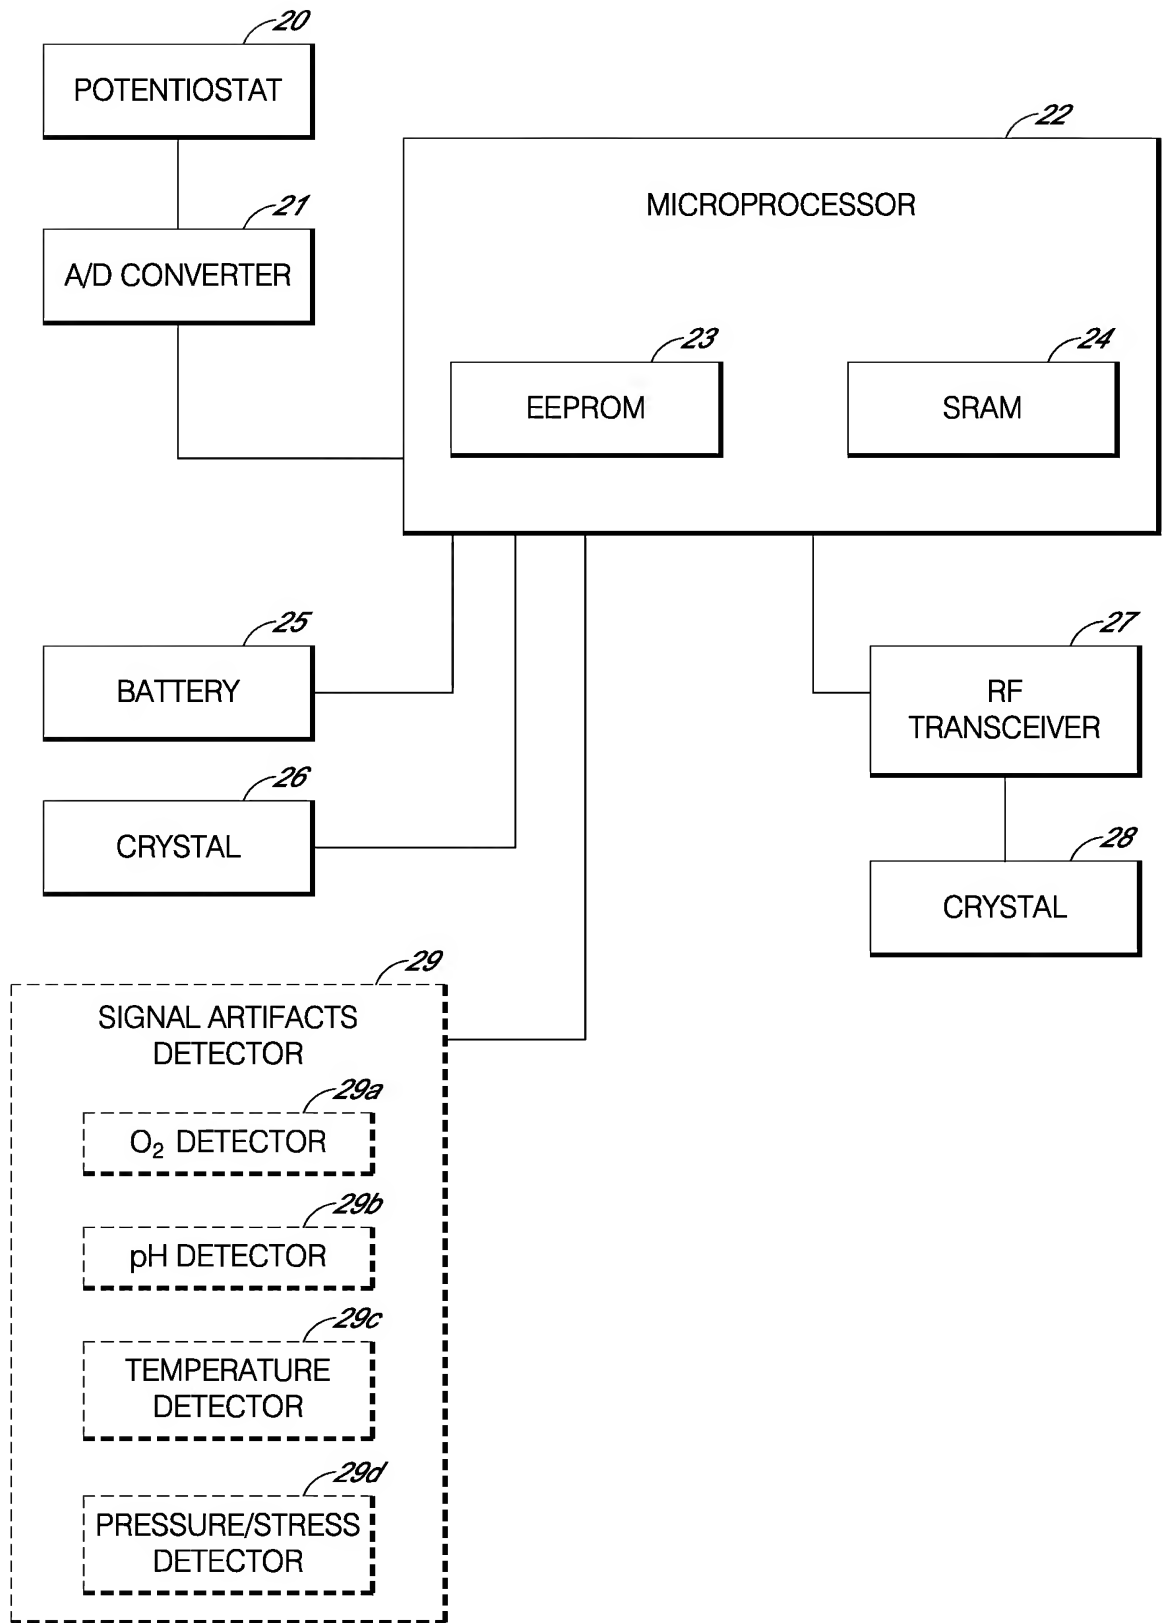 20
POTENTIOSTAT
21
A/D CONVERTER
22
MICROPROCESSOR
23
EEPROM
24
SRAM
25
BATTERY
26
CRYSTAL
27
RF
TRANSCEIVER
28
CRYSTAL
29
SIGNAL ARTIFACTS
DETECTOR
29a
O₂ DETECTOR
29b
pH DETECTOR
29c
TEMPERATURE
DETECTOR
29d
PRESSURE/STRESS
DETECTOR